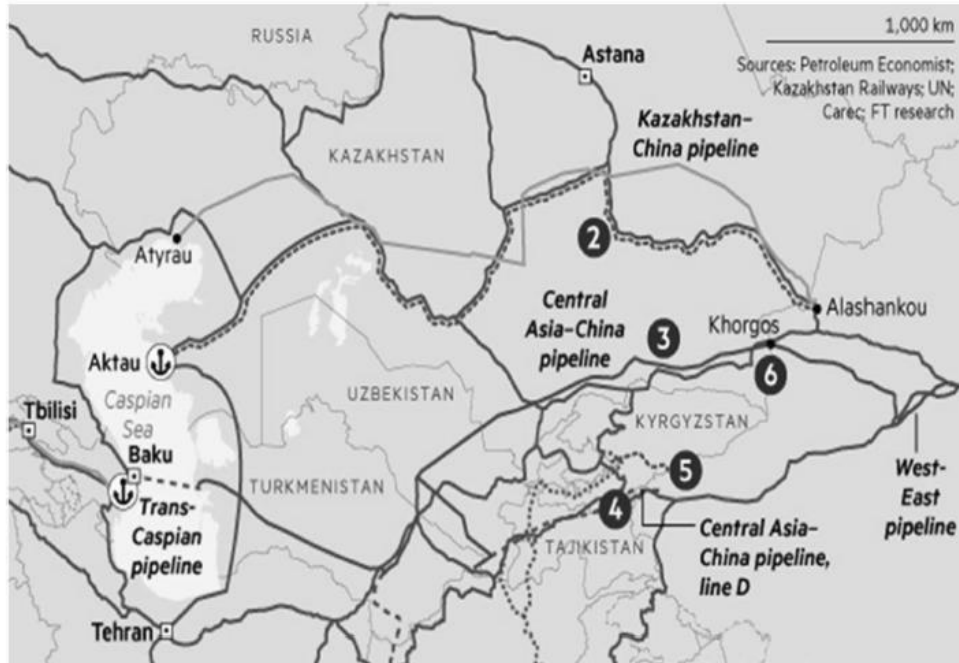 1,000 km
RUSSIA
Astana
Sources: Petroleum Economist;
Kazakhstan Railways; UN;
Carec; FT research
Kazakhstan–
China pipeline
KAZAKHSTAN
2
Atyrau
Central
Asia–China
pipeline
Alashankou
Khorgos
3
Aktau
6
UZBEKISTAN
Caspian
Sea
Tbilisi
KYRGYZSTAN
Baku
5
West-
East
pipeline
TURKMENISTAN
Trans-
Caspian
pipeline
4
Central Asia–
China pipeline,
line D
TAJIKISTAN
Tehran